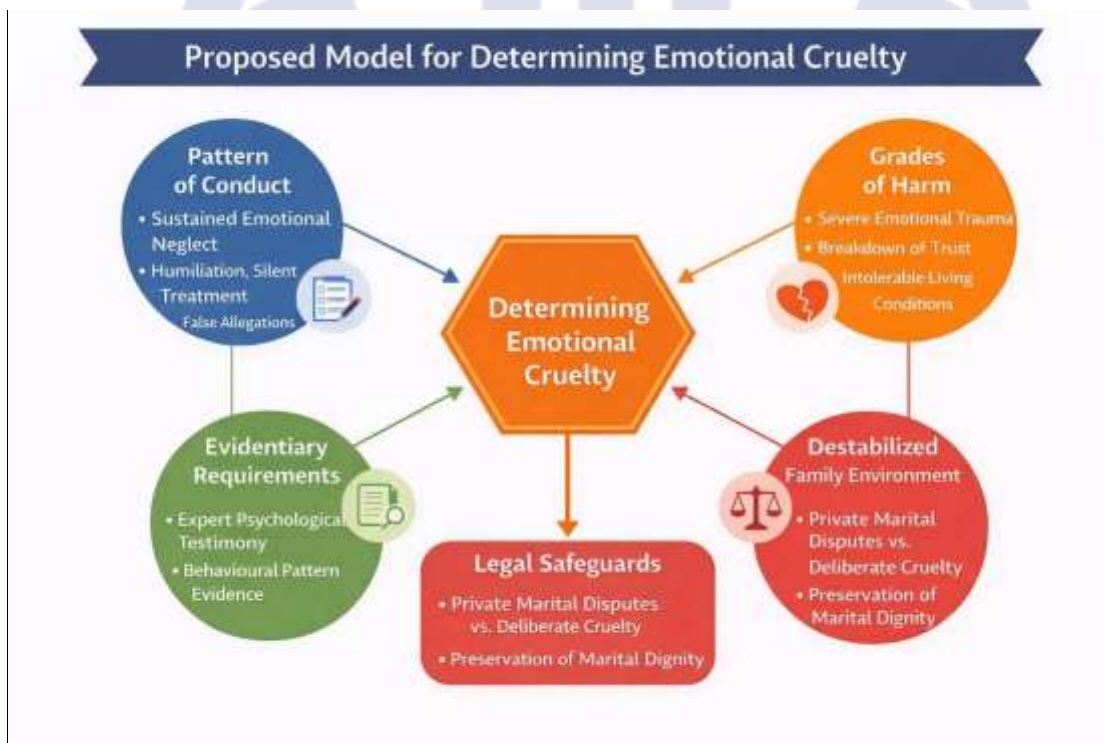 Proposed Model for Determining Emotional Cruelty
Pattern
of Conduct
• Sustained Emotional
Neglect
• Humiliation, Silent
Treatment
False Allegations
Grades
of Harm
• Severe Emotional Trauma
• Breakdown of Trust
Intolerable Living
Conditions
Determining
Emotional
Cruelty
Evidentiary
Requirements
• Expert Psychological
Testimony
• Behavioural Pattern
Evidence
Destabilized
Family Environment
• Private Marital
Disputes vs.
Deliberate Cruelty
• Preservation of
Marital Dignity
Legal Safeguards
• Private Marital Disputes
vs. Deliberate Cruelty
• Preservation of Marital Dignity